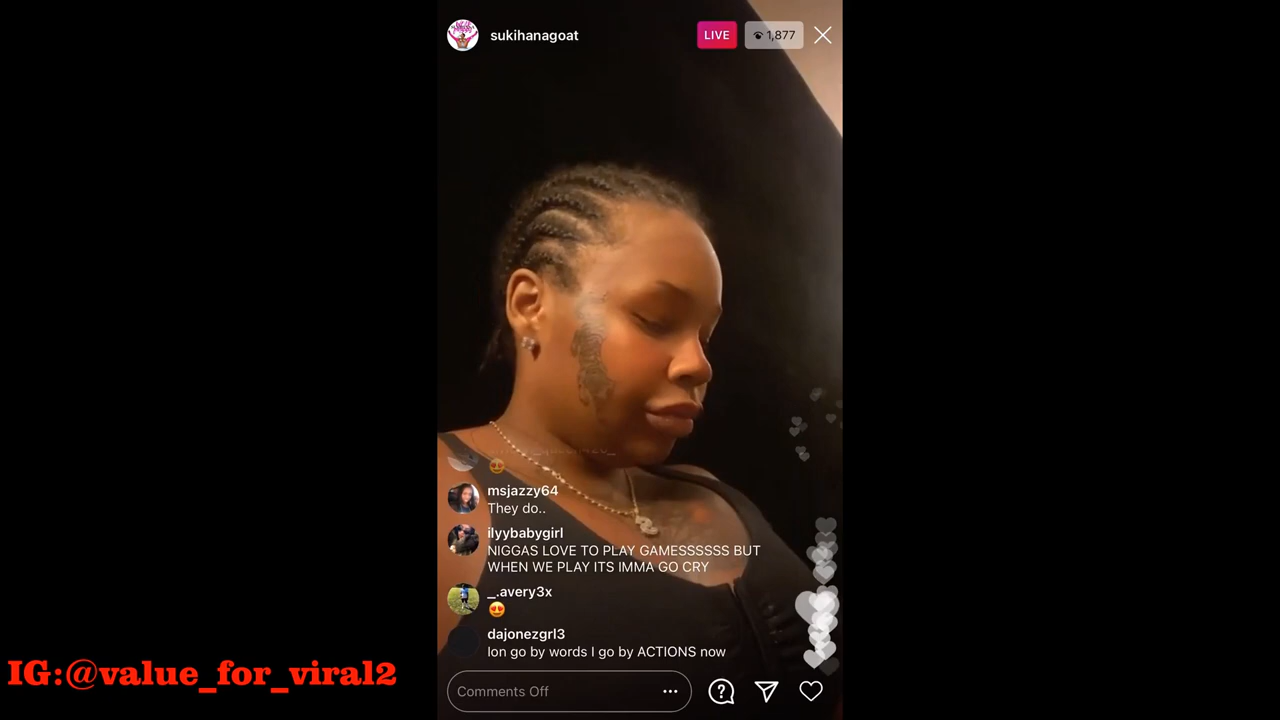 sukihanagoat
LIVE
1,877
msjazzy64
They do..
ilyybabygirl
NIGGAS LOVE TO PLAY GAMESSSSSS BUT
WHEN WE PLAY ITS IMMA GO CRY
_.avery3x
dajonezgrl3
Ion go by words I go by ACTIONS now
IG:@value_for_viral2
Comments Off